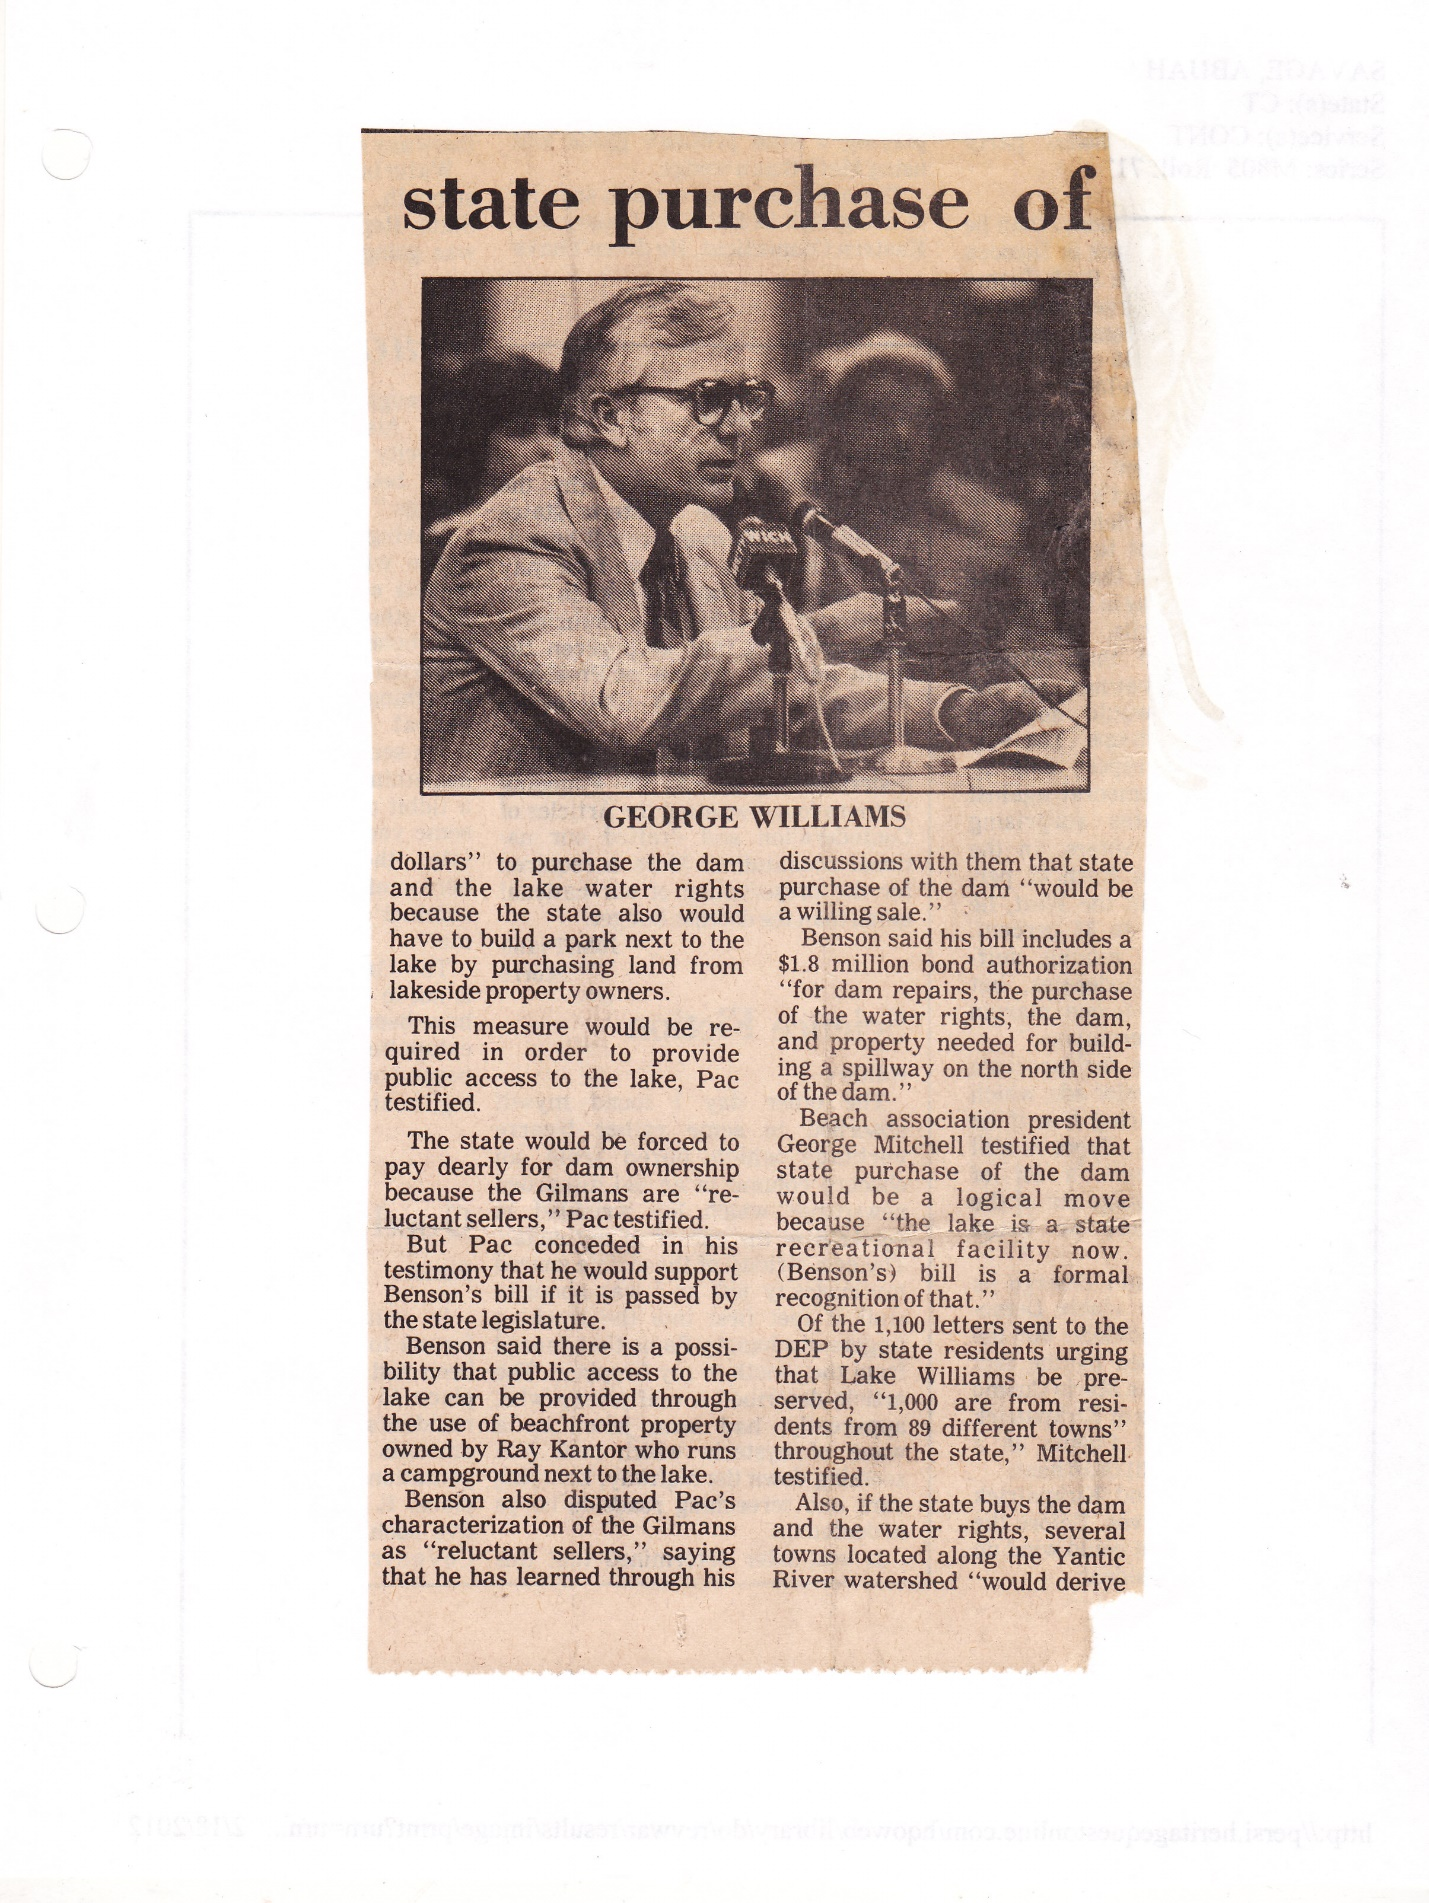 state purchase of
WICH
GEORGE WILLIAMS
dollars" to purchase the dam
and the lake water rights
because the state also would
have to build a park next to the
lake by purchasing land from
lakeside property owners.
This measure would be re-
quired in order to provide
public access to the lake, Pac
testified.
The state would be forced to
pay dearly for dam ownership
because the Gilmans are "re-
luctant sellers," Pac testified.
But Pac conceded in his
testimony that he would support
Benson's bill if it is passed by
the state legislature.
Benson said there is a possi-
bility that public access to the
lake can be provided through
the use of beachfront property
owned by Ray Kantor who runs
a campground next to the lake.
Benson also disputed Pac's
characterization of the Gilmans
as "reluctant sellers," saying
that he has learned through his
discussions with them that state
purchase of the dam "would be
a willing sale."
Benson said his bill includes a
$1.8 million bond authorization
"for dam repairs, the purchase
of the water rights, the dam,
and property needed for build-
ing a spillway on the north side
of the dam."
Beach association president
George Mitchell testified that
state purchase of the dam
would be a logical move
because "the lake is a state
recreational facility now.
(Benson's) bill is a formal
recognition of that."
Of the 1,100 letters sent to the
DEP by state residents urging
that Lake Williams be pre-
served, "1,000 are from resi-
dents from 89 different towns"
throughout the state," Mitchell
testified.
Also, if the state buys the dam
and the water rights, several
towns located along the Yantic
River watershed "would derive
SAVAGE, ABIJAH
State(s): CT
Service(s): CONT
2/18/2012